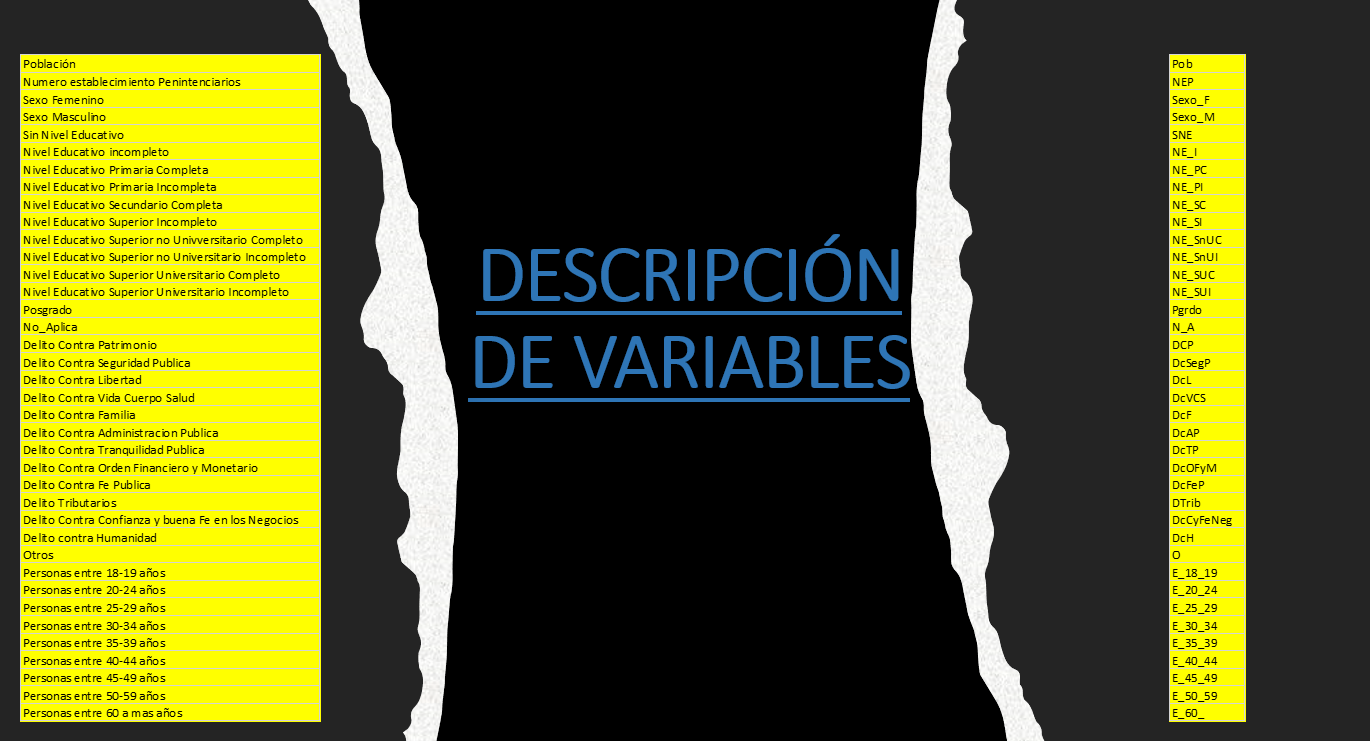 Población
Numero establecimiento Penintenciarios
Sexo Femenino
Sexo Masculino
Sin Nivel Educativo
Nivel Educativo incompleto
Nivel Educativo Primaria Completa
Nivel Educativo Primaria Incompleta
Nivel Educativo Secundario Completa
Nivel Educativo Superior Incompleto
Nivel Educativo Superior no Univversitario Completo
Nivel Educativo Superior no Universitario Incompleto
Nivel Educativo Superior Universitario Completo
Nivel Educativo Superior Universitario Incompleto
Posgrado
No_Aplica
Delito Contra Patrimonio
Delito Contra Seguridad Publica
Delito Contra Libertad
Delito Contra Vida Cuerpo Salud
Delito Contra Familia
Delito Contra Administracion Publica
Delito Contra Tranquilidad Publica
Delito Contra Orden Financiero y Monetario
Delito Contra Fe Publica
Delito Tributarios
Delito Contra Confianza y buena Fe en los Negocios
Delito contra Humanidad
Otros
Personas entre 18-19 años
Personas entre 20-24 años
Personas entre 25-29 años
Personas entre 30-34 años
Personas entre 35-39 años
Personas entre 40-44 años
Personas entre 45-49 años
Personas entre 50-59 años
Personas entre 60 a mas años
DESCRIPCIÓN
DE VARIABLES
Pob
NEP
Sexo_F
Sexo_M
SNE
NE_I
NE_PC
NE_PI
NE_SC
NE_SI
NE_SnUC
NE_SnUI
NE_SUC
NE_SUI
Pgrdo
N_A
DCP
DcSegP
DcL
DcVCS
DcF
DcAP
DcTP
DcOFyM
DcFeP
DTrib
DcCyFeNeg
DcH
O
E_18_19
E_20_24
E_25_29
E_30_34
E_35_39
E_40_44
E_45_49
E_50_59
E_60_